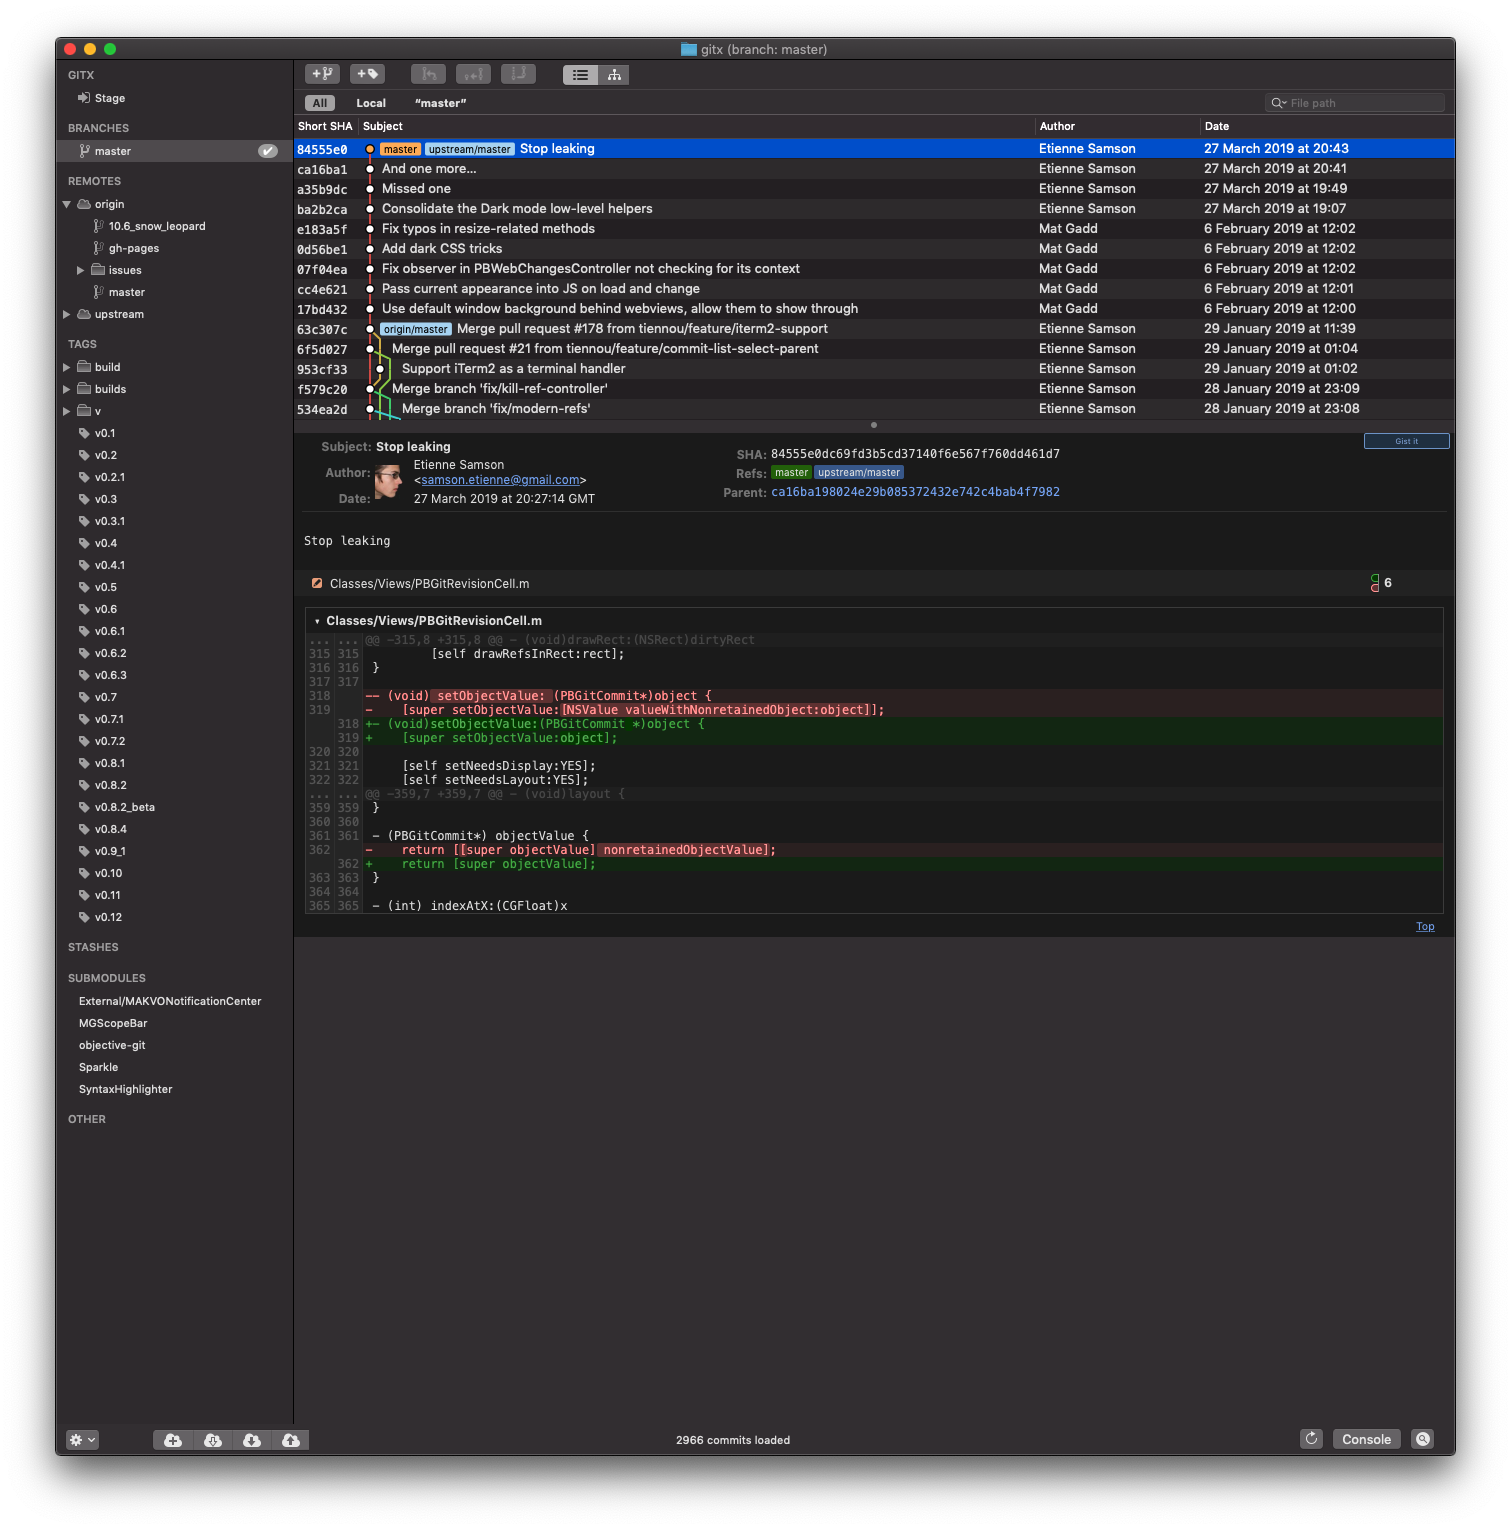 gitx (branch: master)
GITX
Stage
BRANCHES
master
REMOTES
origin
10.6_snow_leopard
gh-pages
issues
master
upstream
TAGS
build
builds
v
v0.1
v0.2
v0.2.1
v0.3
v0.3.1
v0.4
v0.4.1
v0.5
v0.6
v0.6.1
v0.6.2
v0.6.3
v0.7
v0.7.1
v0.7.2
v0.8.1
v0.8.2
v0.8.2_beta
v0.8.4
v0.9_1
v0.10
v0.11
v0.12
STASHES
SUBMODULES
External/MAKVONotificationCenter
MGScopeBar
objective-git
Sparkle
SyntaxHighlighter
OTHER
All Local “master” File path
Short SHA Subject Author Date
84555e0 master upstream/master Stop leaking Etienne Samson 27 March 2019 at 20:43
ca16ba1 And one more... Etienne Samson 27 March 2019 at 20:41
a35b9dc Missed one Etienne Samson 27 March 2019 at 19:49
ba2b2ca Consolidate the Dark mode low-level helpers Etienne Samson 27 March 2019 at 19:07
e183a5f Fix typos in resize-related methods Mat Gadd 6 February 2019 at 12:02
0d56be1 Add dark CSS tricks Mat Gadd 6 February 2019 at 12:02
07f04ea Fix observer in PBWebChangesController not checking for its context Mat Gadd 6 February 2019 at 12:02
cc4e621 Pass current appearance into JS on load and change Mat Gadd 6 February 2019 at 12:01
17bd432 Use default window background behind webviews, allow them to show through Mat Gadd 6 February 2019 at 12:00
63c307c origin/master Merge pull request #178 from tiennou/feature/iterm2-support Etienne Samson 29 January 2019 at 11:39
6f5d027 Merge pull request #21 from tiennou/feature/commit-list-select-parent Etienne Samson 29 January 2019 at 01:04
953cf33 Support iTerm2 as a terminal handler Etienne Samson 29 January 2019 at 01:02
f579c20 Merge branch 'fix/kill-ref-controller' Etienne Samson 28 January 2019 at 23:09
534ea2d Merge branch 'fix/modern-refs' Etienne Samson 28 January 2019 at 23:08
Gist it
Subject: Stop leaking
Author: Etienne Samson
<samson.etienne@gmail.com>
Date: 27 March 2019 at 20:27:14 GMT
SHA: 84555e0dc69fd3b5cd37140f6e567f760dd461d7
Refs: master upstream/master
Parent: ca16ba198024e29b085372432e742c4bab4f7982
Stop leaking
Classes/Views/PBGitRevisionCell.m 6
Classes/Views/PBGitRevisionCell.m
... ... @@ -315,8 +315,8 @@ - (void)drawRect:(NSRect)dirtyRect
315 315 [self drawRefsInRect:rect];
316 316 }
317 317
318 -- (void) setObjectValue: (PBGitCommit*)object {
319 - [super setObjectValue:[NSValue valueWithNonretainedObject:object]];
318 +- (void)setObjectValue:(PBGitCommit *)object {
319 + [super setObjectValue:object];
320 320
321 321 [self setNeedsDisplay:YES];
322 322 [self setNeedsLayout:YES];
... ... @@ -359,7 +359,7 @@ - (void)layout {
359 359 }
360 360
361 361 - (PBGitCommit*) objectValue {
362 - return [[super objectValue] nonretainedObjectValue];
362 + return [super objectValue];
363 363 }
364 364
365 365 - (int) indexAtX:(CGFloat)x
Top
2966 commits loaded
Console